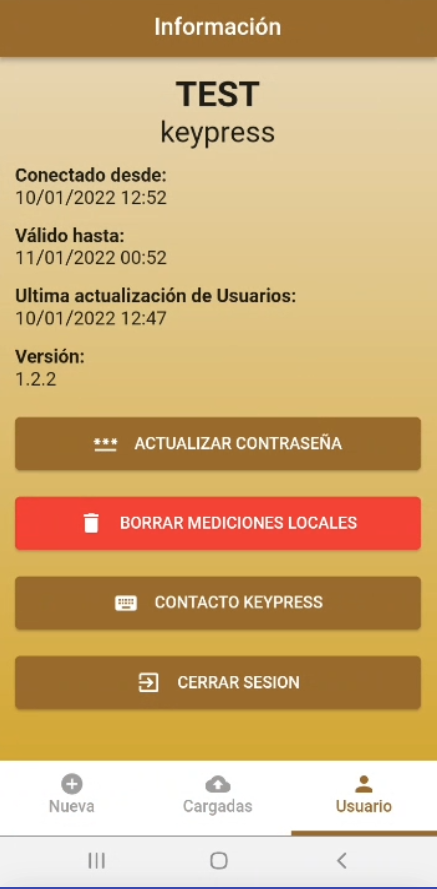 Información
TEST
keypress
Conectado desde:
10/01/2022 12:52
Válido hasta:
11/01/2022 00:52
Ultima actualización de Usuarios:
10/01/2022 12:47
Versión:
1.2.2
ACTUALIZAR CONTRASEÑA
BORRAR MEDICIONES LOCALES
CONTACTO KEYPRESS
CERRAR SESION
Nueva
Cargadas
Usuario